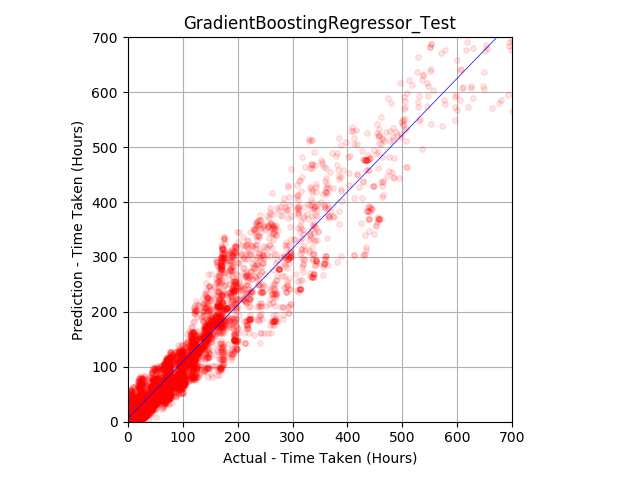 GradientBoostingRegressor_Test
700
600
500
400
300
200
100
0
Prediction - Time Taken (Hours)
0 100 200 300 400 500 600 700
Actual - Time Taken (Hours)